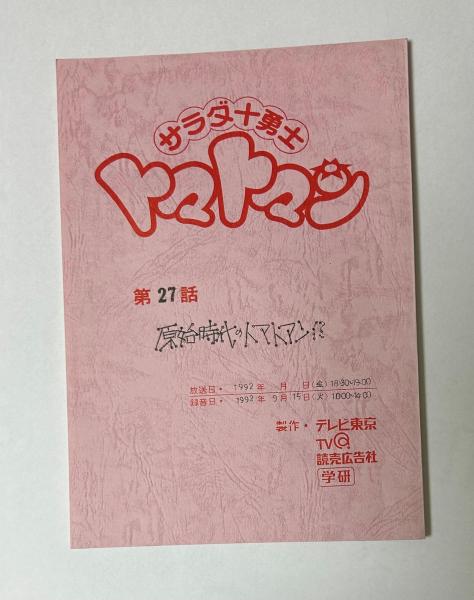 サラダ十勇士
トマトマン
第27話
原始時代のトマトマン!?
放送日・1992年 月 日(金)18:30〜19:00
録音日・1992年9月15日(火)10:00〜14:00
製作・テレビ東京
TV@
読売広告社
学研